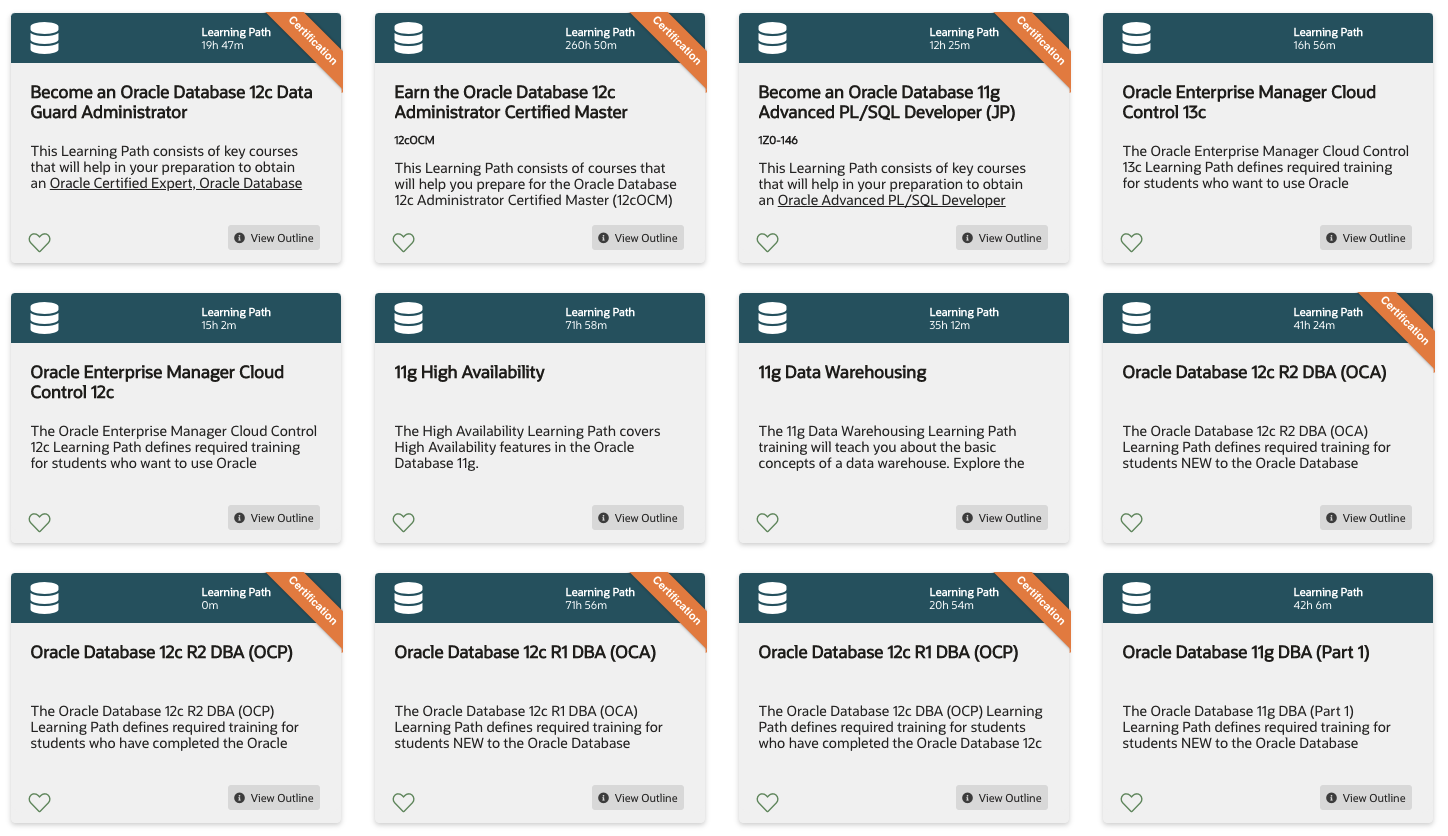 Learning Path
19h 47m
Certification
Become an Oracle Database 12c Data
Guard Administrator
This Learning Path consists of key courses
that will help in your preparation to obtain
an Oracle Certified Expert, Oracle Database
View Outline
Learning Path
260h 50m
Certification
Earn the Oracle Database 12c
Administrator Certified Master
12cOCM
This Learning Path consists of courses that
will help you prepare for the Oracle Database
12c Administrator Certified Master (12cOCM)
View Outline
Learning Path
12h 25m
Certification
Become an Oracle Database 11g
Advanced PL/SQL Developer (JP)
1Z0-146
This Learning Path consists of key courses
that will help in your preparation to obtain
an Oracle Advanced PL/SQL Developer
View Outline
Learning Path
16h 56m
Oracle Enterprise Manager Cloud
Control 13c
The Oracle Enterprise Manager Cloud Control
13c Learning Path defines required training
for students who want to use Oracle
View Outline
Learning Path
15h 2m
Oracle Enterprise Manager Cloud
Control 12c
The Oracle Enterprise Manager Cloud Control
12c Learning Path defines required training
for students who want to use Oracle
View Outline
Learning Path
71h 58m
11g High Availability
The High Availability Learning Path covers
High Availability features in the Oracle
Database 11g.
View Outline
Learning Path
35h 12m
11g Data Warehousing
The 11g Data Warehousing Learning Path
training will teach you about the basic
concepts of a data warehouse. Explore the
View Outline
Learning Path
41h 24m
Certification
Oracle Database 12c R2 DBA (OCA)
The Oracle Database 12c R2 DBA (OCA)
Learning Path defines required training for
students NEW to the Oracle Database
View Outline
Learning Path
0m
Certification
Oracle Database 12c R2 DBA (OCP)
The Oracle Database 12c R2 DBA (OCP)
Learning Path defines required training for
students who have completed the Oracle
View Outline
Learning Path
71h 56m
Certification
Oracle Database 12c R1 DBA (OCA)
The Oracle Database 12c R1 DBA (OCA)
Learning Path defines required training for
students NEW to the Oracle Database
View Outline
Learning Path
20h 54m
Certification
Oracle Database 12c R1 DBA (OCP)
The Oracle Database 12c DBA (OCP) Learning
Path defines required training for students
who have completed the Oracle Database 12c
View Outline
Learning Path
42h 6m
Oracle Database 11g DBA (Part 1)
The Oracle Database 11g DBA (Part 1)
Learning Path defines required training for
students NEW to the Oracle Database
View Outline